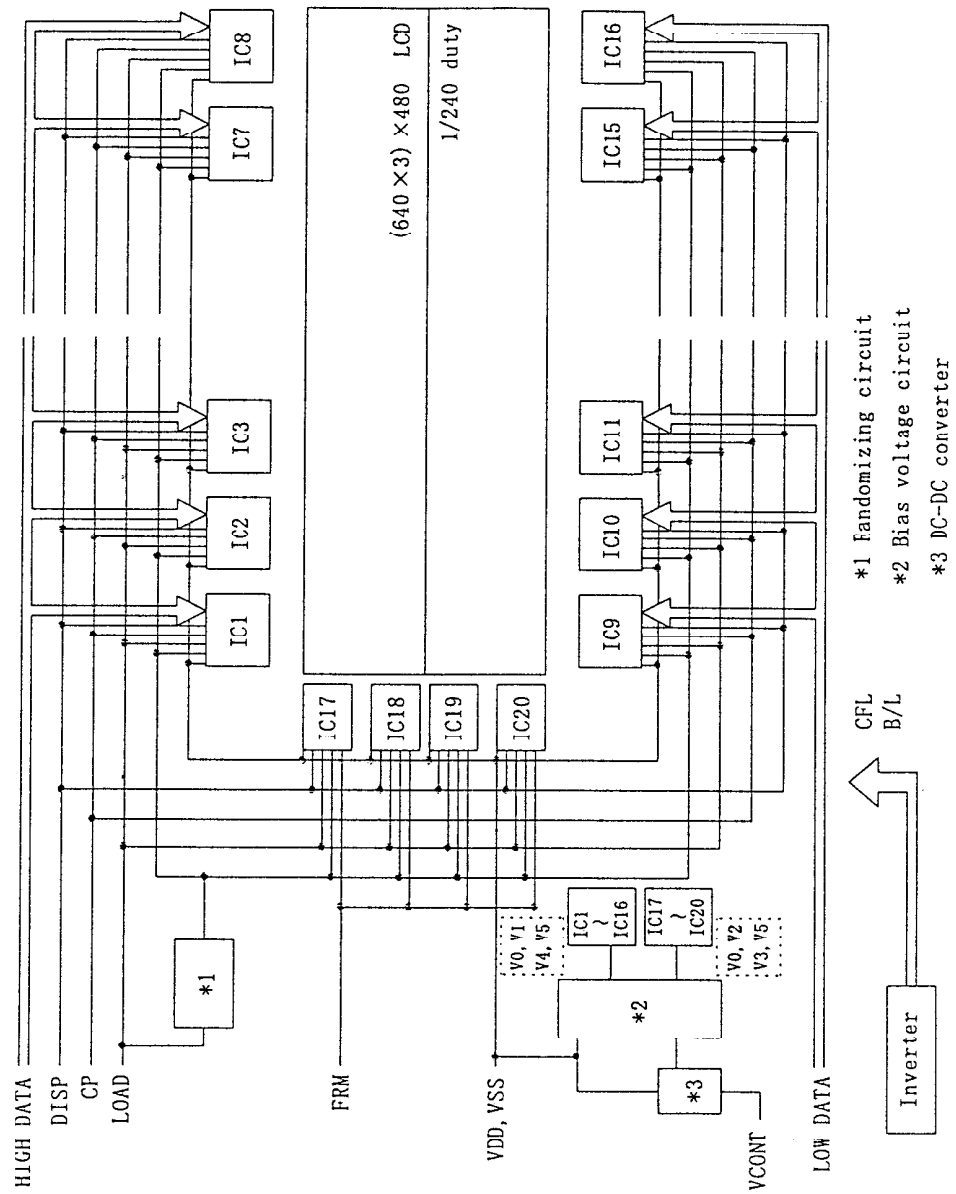 HIGH DATA
DISP
CP
LOAD
FRM
VDD, VSS
VCONT
LOW DATA
*1
*2
*3
V0, V1
V4, V5
IC1
~
IC16
IC17
~
IC20
V0, V2
V3, V5
IC1
IC2
IC3
IC7
IC8
IC17
IC18
IC19
IC20
(640 ×3) ×480 LCD
1/240 duty
IC9
IC10
IC11
IC15
IC16
Inverter
CFL
B/L
*1 Randomizing circuit
*2 Bias voltage circuit
*3 DC-DC converter